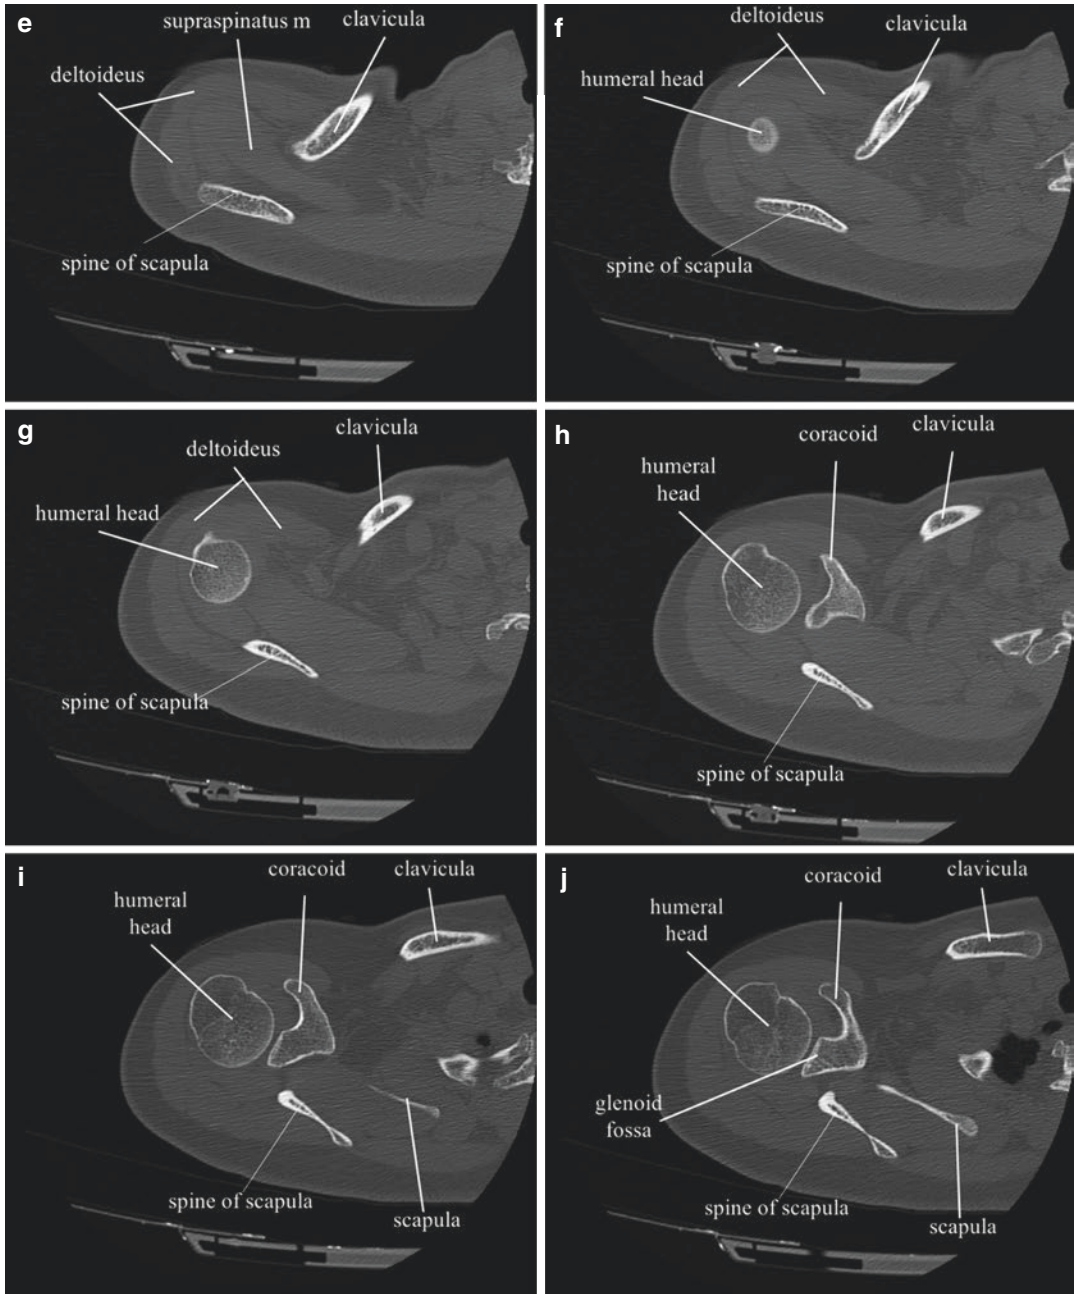 e
supraspinatus m
clavicula
deltoideus
spine of scapula
f
deltoideus
clavicula
humeral head
spine of scapula
g
clavicula
deltoideus
humeral head
spine of scapula
h
coracoid
clavicula
humeral
head
spine of scapula
i
coracoid
clavicula
humeral
head
spine of scapula
scapula
j
coracoid
clavicula
humeral
head
glenoid
fossa
spine of scapula
scapula